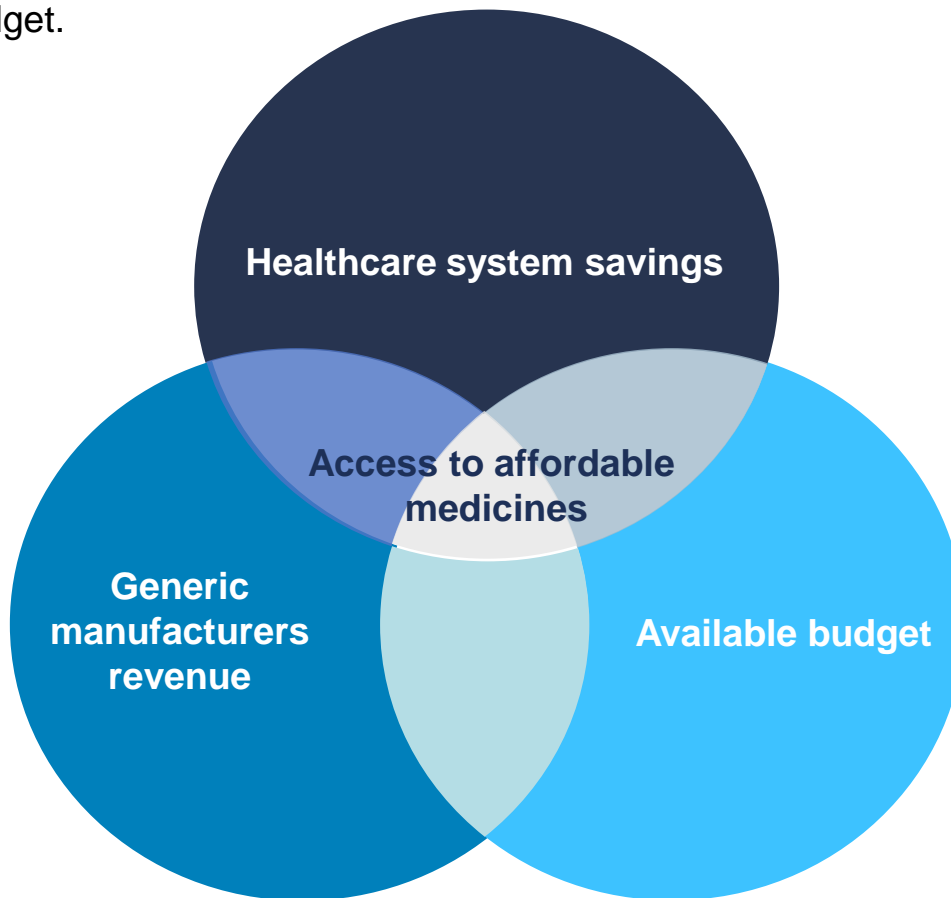 dget.
Healthcare system savings
Access to affordable
medicines
Generic
manufacturers
revenue
Available budget